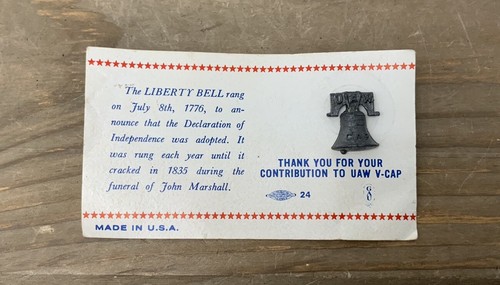 The LIBERTY BELL rang
on July 8th, 1776, to an-
nounce that the Declaration of
Independence was adopted. It
was rung each year until it
cracked in 1835 during the
funeral of John Marshall.
THANK YOU FOR YOUR
CONTRIBUTION TO UAW V-CAP
24
MADE IN U.S.A.